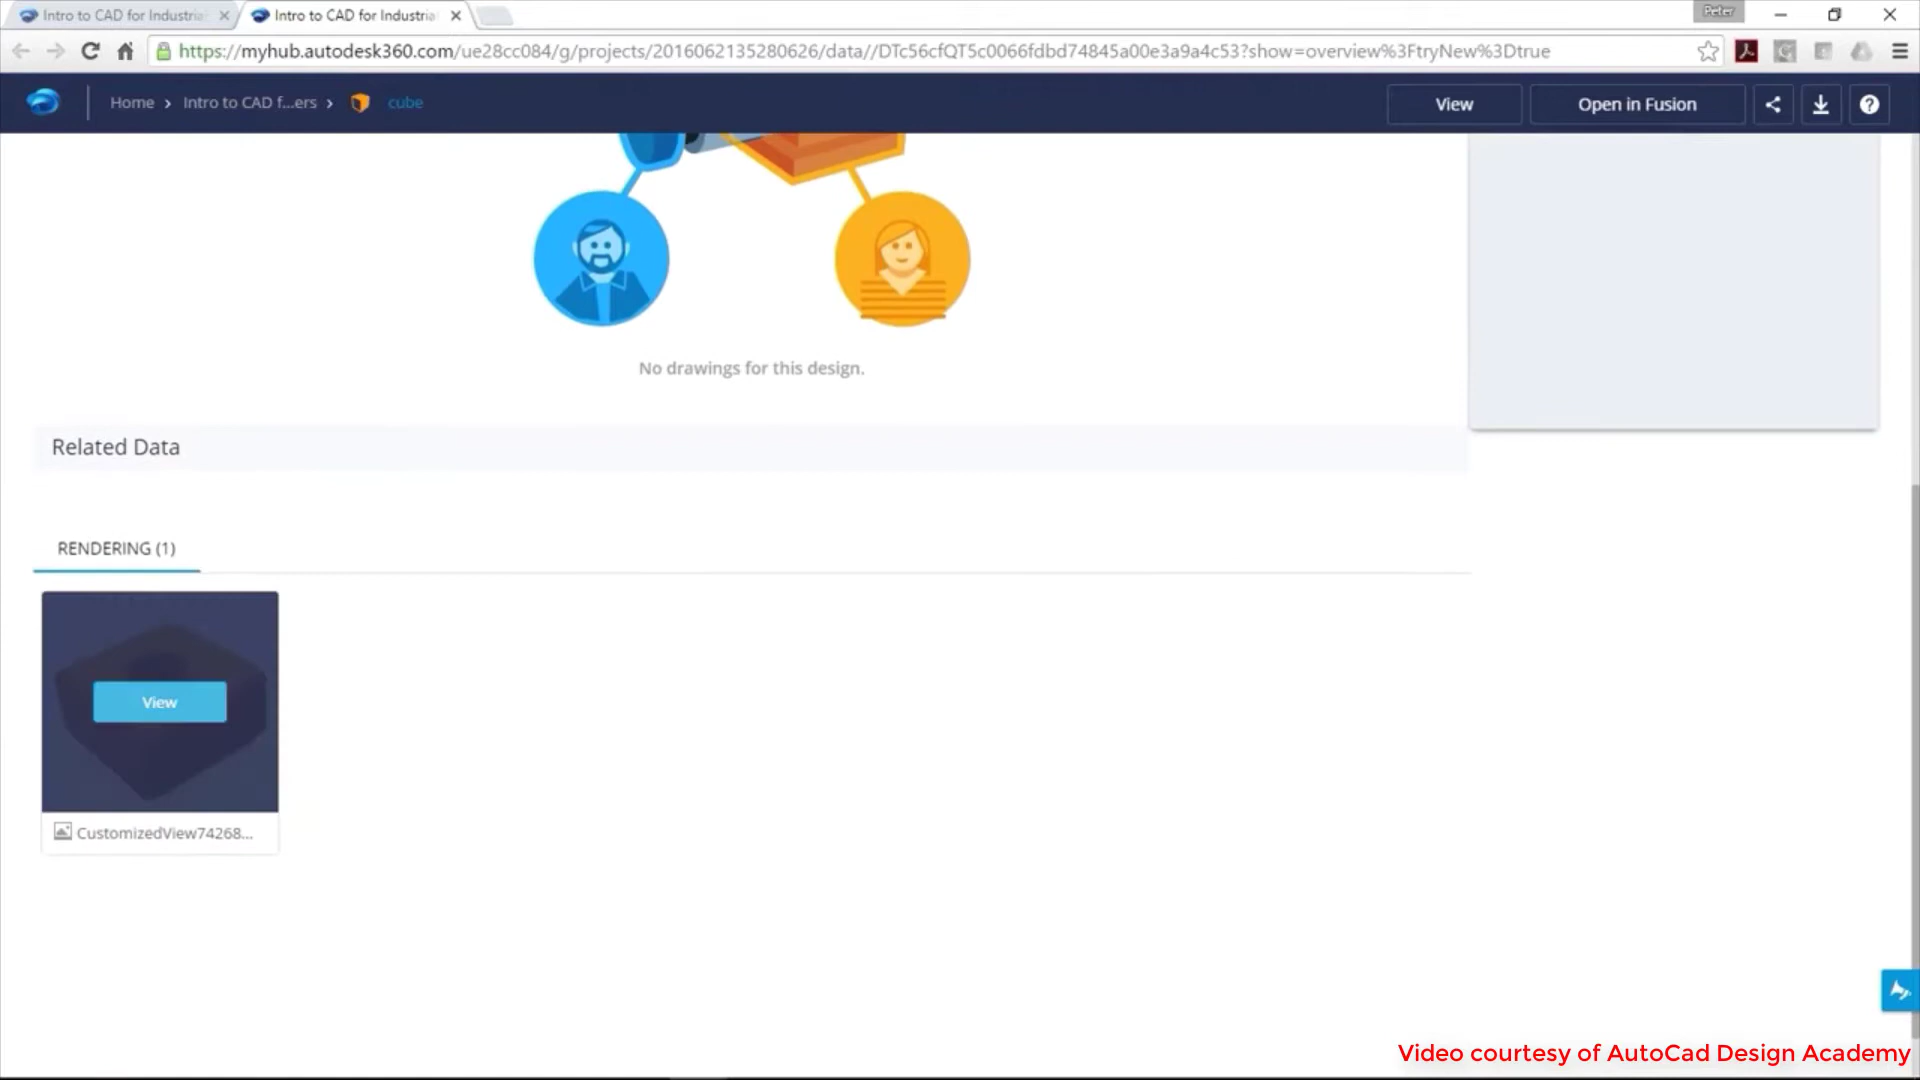 Intro to CAD for Industria
Intro to CAD for Industria
Peter
https://myhub.autodesk360.com/ue28cc084/g/projects/2016062135280626/data//DTc56cfQT5c0066fdbd74845a00e3a9a4c53?show=overview%3FtryNew%3Dtrue
Home › Intro to CAD f...ers › cube
View
Open in Fusion
No drawings for this design.
Related Data
RENDERING (1)
View
CustomizedView74268...
Video courtesy of AutoCad Design Academy